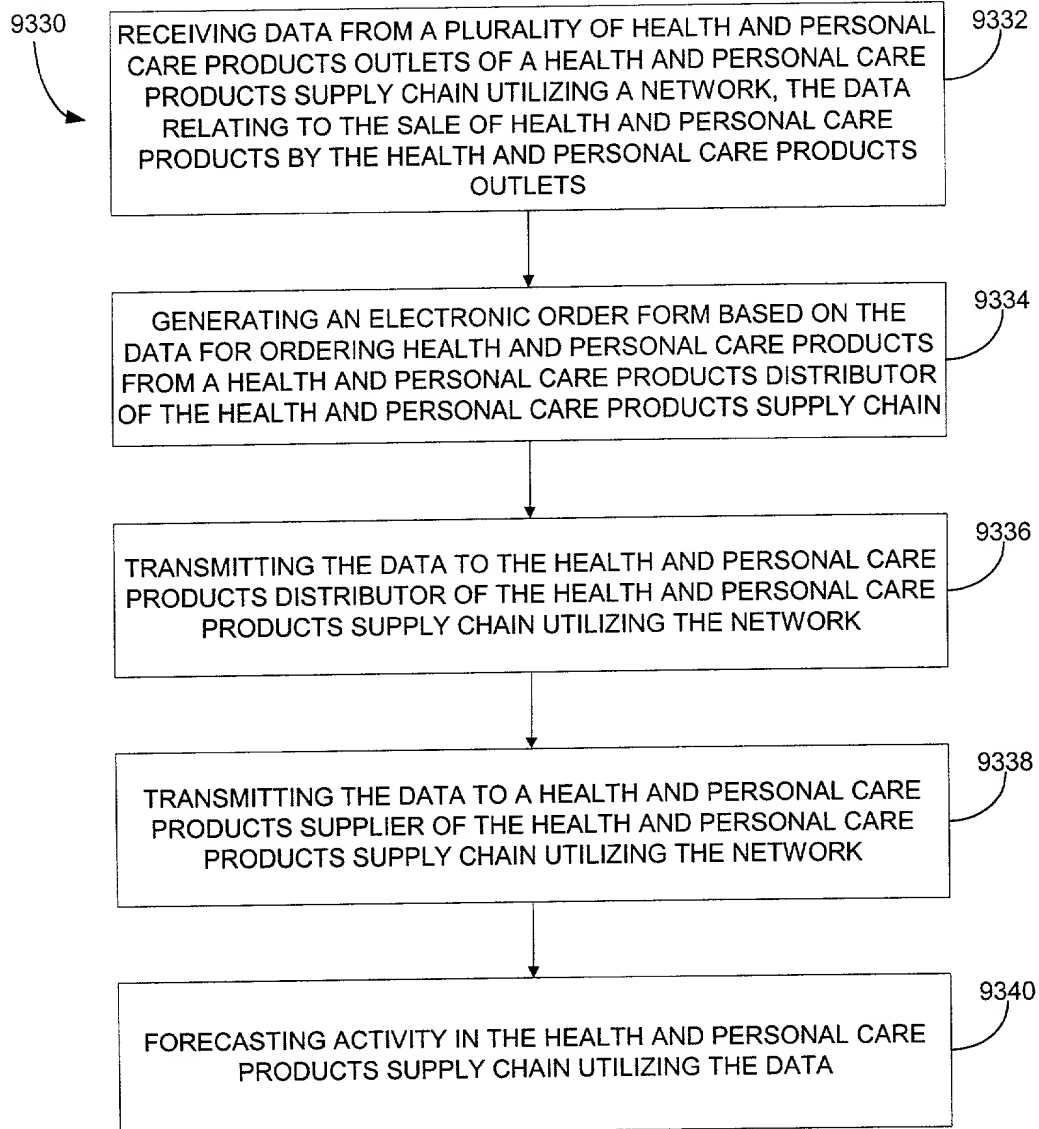 9330
RECEIVING DATA FROM A PLURALITY OF HEALTH AND PERSONAL
CARE PRODUCTS OUTLETS OF A HEALTH AND PERSONAL CARE
PRODUCTS SUPPLY CHAIN UTILIZING A NETWORK, THE DATA
RELATING TO THE SALE OF HEALTH AND PERSONAL CARE
PRODUCTS BY THE HEALTH AND PERSONAL CARE PRODUCTS
OUTLETS
9332
GENERATING AN ELECTRONIC ORDER FORM BASED ON THE
DATA FOR ORDERING HEALTH AND PERSONAL CARE PRODUCTS
FROM A HEALTH AND PERSONAL CARE PRODUCTS DISTRIBUTOR
OF THE HEALTH AND PERSONAL CARE PRODUCTS SUPPLY CHAIN
9334
TRANSMITTING THE DATA TO THE HEALTH AND PERSONAL CARE
PRODUCTS DISTRIBUTOR OF THE HEALTH AND PERSONAL CARE
PRODUCTS SUPPLY CHAIN UTILIZING THE NETWORK
9336
TRANSMITTING THE DATA TO A HEALTH AND PERSONAL CARE
PRODUCTS SUPPLIER OF THE HEALTH AND PERSONAL CARE
PRODUCTS SUPPLY CHAIN UTILIZING THE NETWORK
9338
FORECASTING ACTIVITY IN THE HEALTH AND PERSONAL CARE
PRODUCTS SUPPLY CHAIN UTILIZING THE DATA
9340